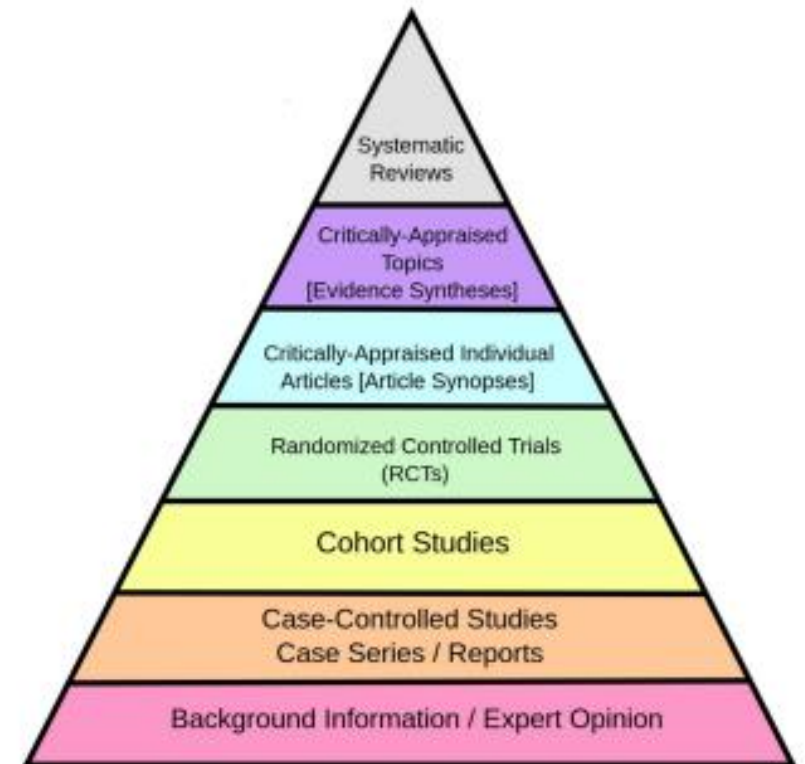 Systematic
Reviews
Critically-Appraised
Topics
[Evidence Syntheses]
Critically-Appraised Individual
Articles [Article Synopses]
Randomized Controlled Trials
(RCTs)
Cohort Studies
Case-Controlled Studies
Case Series / Reports
Background Information / Expert Opinion